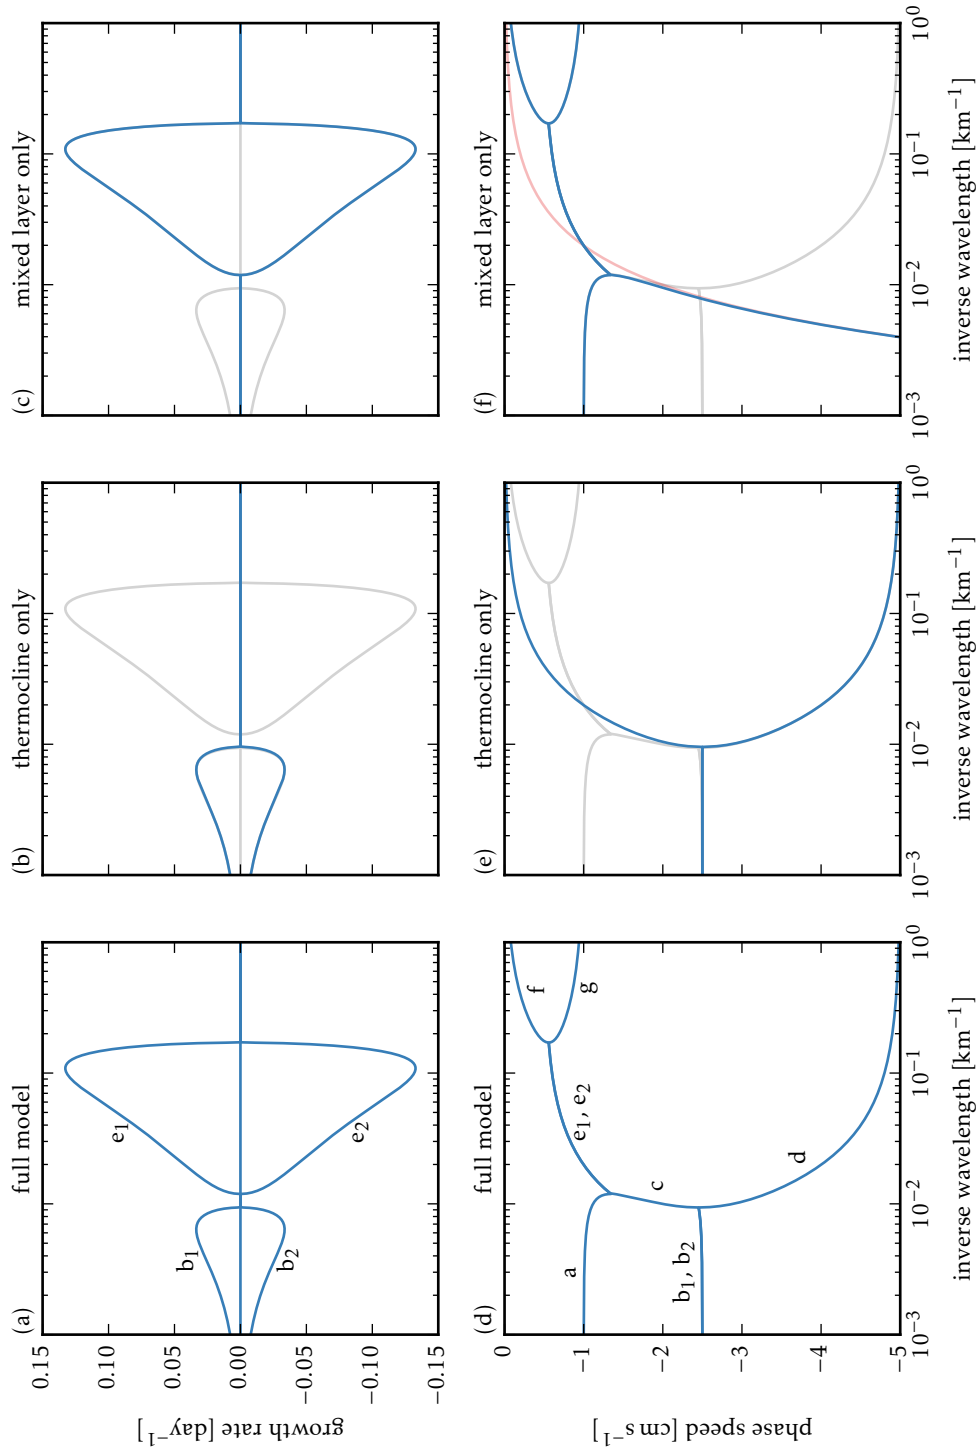 (a) full model
(b) thermocline only
(c) mixed layer only
growth rate [day⁻¹]
0.15
0.10
0.05
0.00
−0.05
−0.10
−0.15
b₁
b₂
e₁
e₂
(d) full model
(e) thermocline only
(f) mixed layer only
phase speed [cm s⁻¹]
0
−1
−2
−3
−4
−5
a
b₁, b₂
c
d
e₁, e₂
f
g
10⁻³ 10⁻² 10⁻¹ 10⁰
10⁻³ 10⁻² 10⁻¹ 10⁰
10⁻³ 10⁻² 10⁻¹ 10⁰
inverse wavelength [km⁻¹]
inverse wavelength [km⁻¹]
inverse wavelength [km⁻¹]